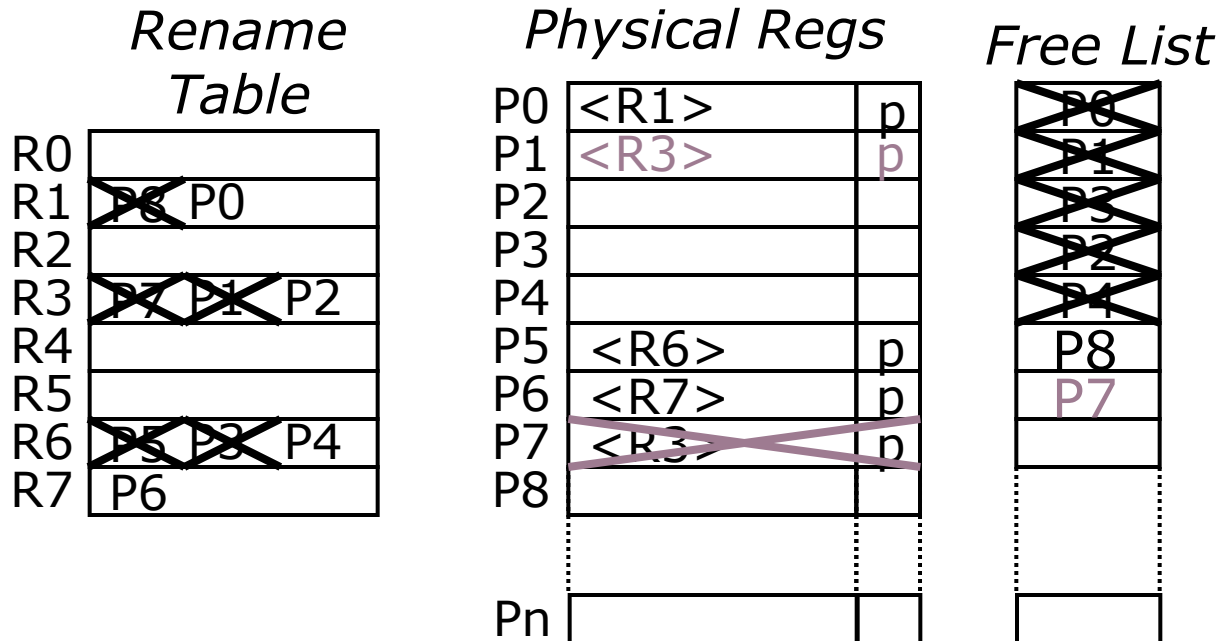 Rename
Table
Physical Regs
Free List
R0
R1 P8 P0
R2
R3 P7 P1 P2
R4
R5
R6 P5 P3 P4
R7 P6
P0 <R1> p
P1 <R3> p
P2
P3
P4
P5 <R6> p
P6 <R7> p
P7 <R3> p
P8
Pn
P0
P1
P3
P2
P4
P8
P7